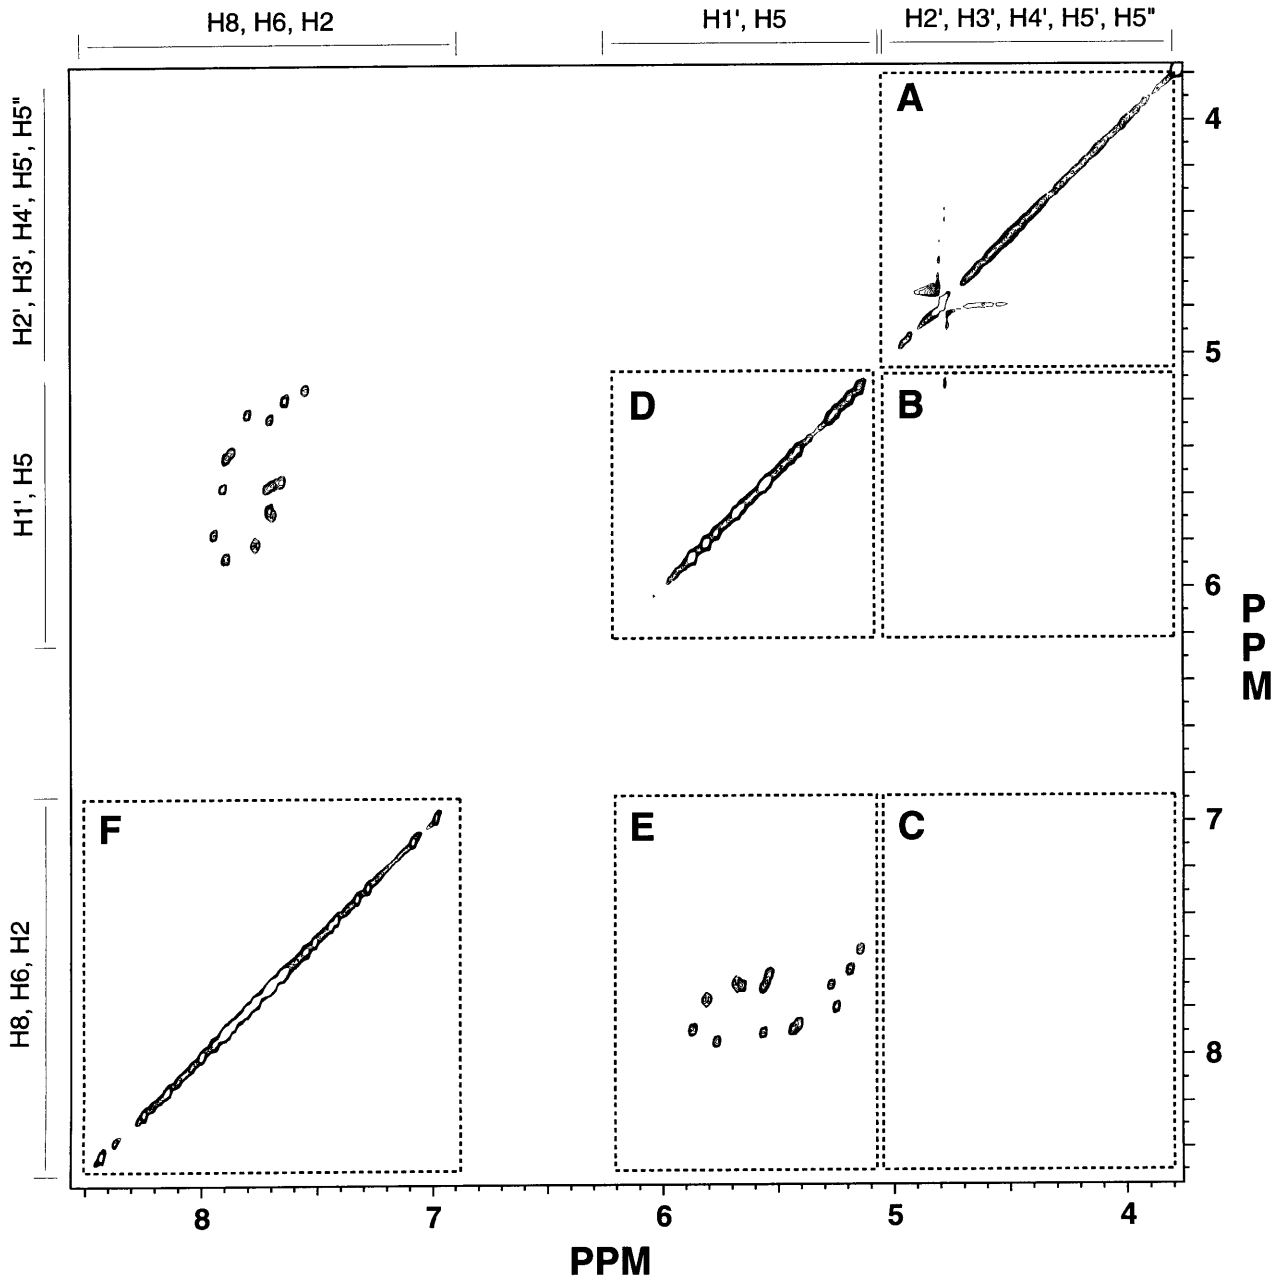 H8, H6, H2
H1', H5
H2', H3', H4', H5', H5"
H2', H3', H4', H5', H5"
H1', H5
H8, H6, H2
A
B
C
D
E
F
4
5
6
7
8
P
P
M
8
7
6
5
4
PPM